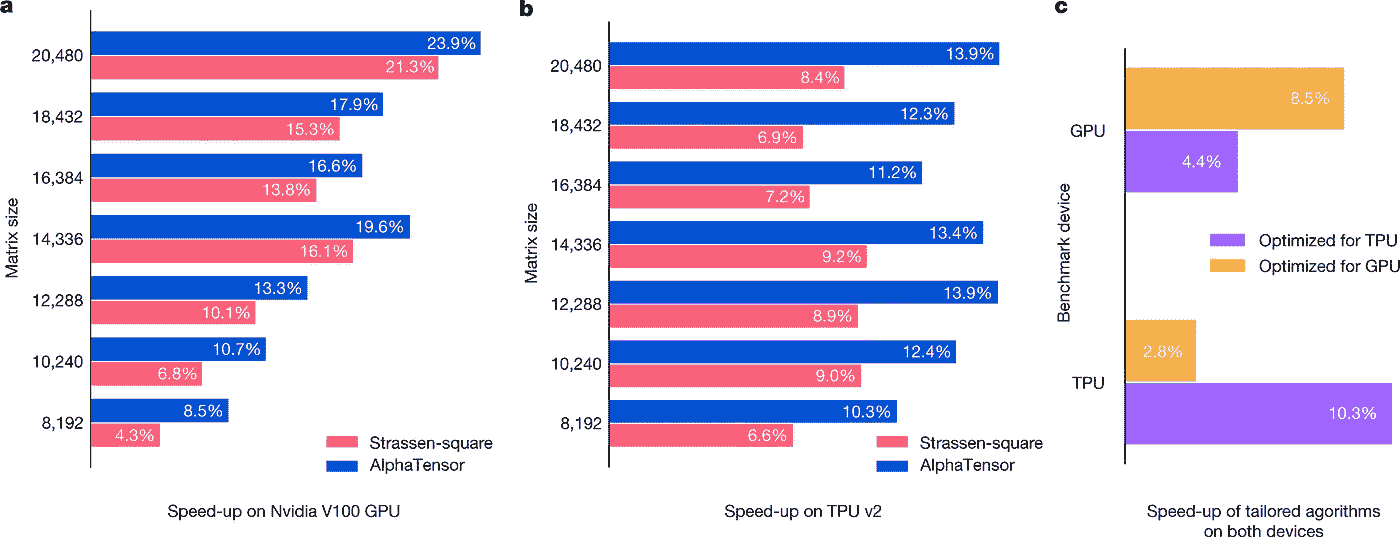 a
Matrix size
20,480
23.9%
21.3%
18,432
17.9%
15.3%
16,384
16.6%
13.8%
14,336
19.6%
16.1%
12,288
13.3%
10.1%
10,240
10.7%
6.8%
8,192
8.5%
4.3%
Strassen-square
AlphaTensor
Speed-up on Nvidia V100 GPU
b
Matrix size
20,480
13.9%
8.4%
18,432
12.3%
6.9%
16,384
11.2%
7.2%
14,336
13.4%
9.2%
12,288
13.9%
8.9%
10,240
12.4%
9.0%
8,192
10.3%
6.6%
Strassen-square
AlphaTensor
Speed-up on TPU v2
c
Benchmark device
GPU
8.5%
4.4%
Optimized for TPU
Optimized for GPU
TPU
2.8%
10.3%
Speed-up of tailored agorithms
on both devices